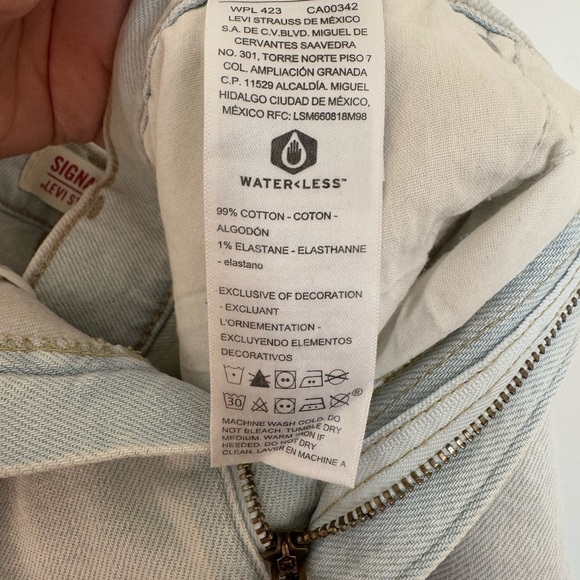 WPL 423 CA00342
LEVI STRAUSS DE MÉXICO
S.A. DE C.V.BLVD. MIGUEL DE
CERVANTES SAAVEDRA
NO. 301, TORRE NORTE PISO 7
COL. AMPLIACIÓN GRANADA
C.P. 11529 ALCALDÍA. MIGUEL
HIDALGO CIUDAD DE MÉXICO,
MÉXICO RFC: LSM660818M98
WATER<LESS™
99% COTTON - COTON -
ALGODÓN
1% ELASTANE - ELASTHANNE
- elastano
EXCLUSIVE OF DECORATION
- EXCLUANT
L'ORNEMENTATION -
EXCLUYENDO ELEMENTOS
DECORATIVOS
30 ®
MACHINE WASH COLD. DO
NOT BLEACH. TUMBLE DRY
MEDIUM. WARM IRON IF
NEEDED. DO NOT DRY
CLEAN. LAVER EN MACHINE A
SIGNA
LEVI ST